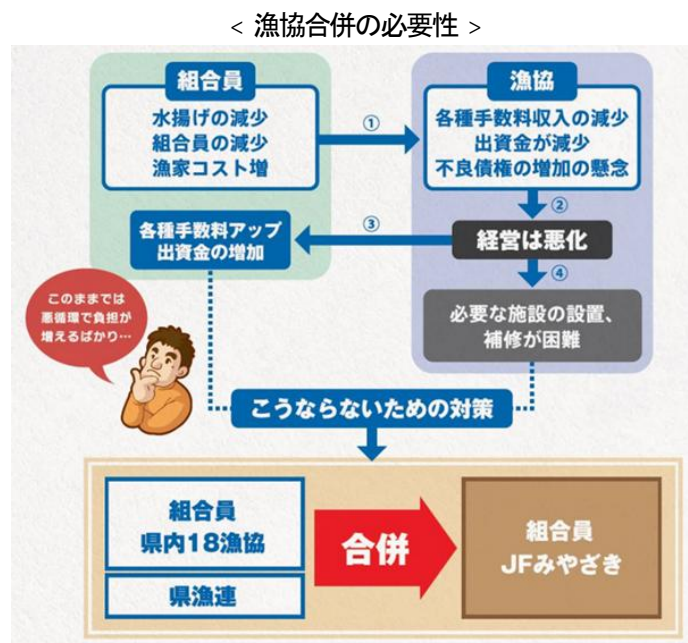 < 漁協合併の必要性 >
組合員
水揚げの減少
組合員の減少
漁家コスト増
①
漁協
各種手数料収入の減少
出資金が減少
不良債権の増加の懸念
②
経営は悪化
③
各種手数料アップ
出資金の増加
④
必要な施設の設置、
補修が困難
このままでは
悪循環で負担が
増えるばかり…
こうならないための対策
組合員
県内18漁協
県漁連
合併
組合員
JFみやざき